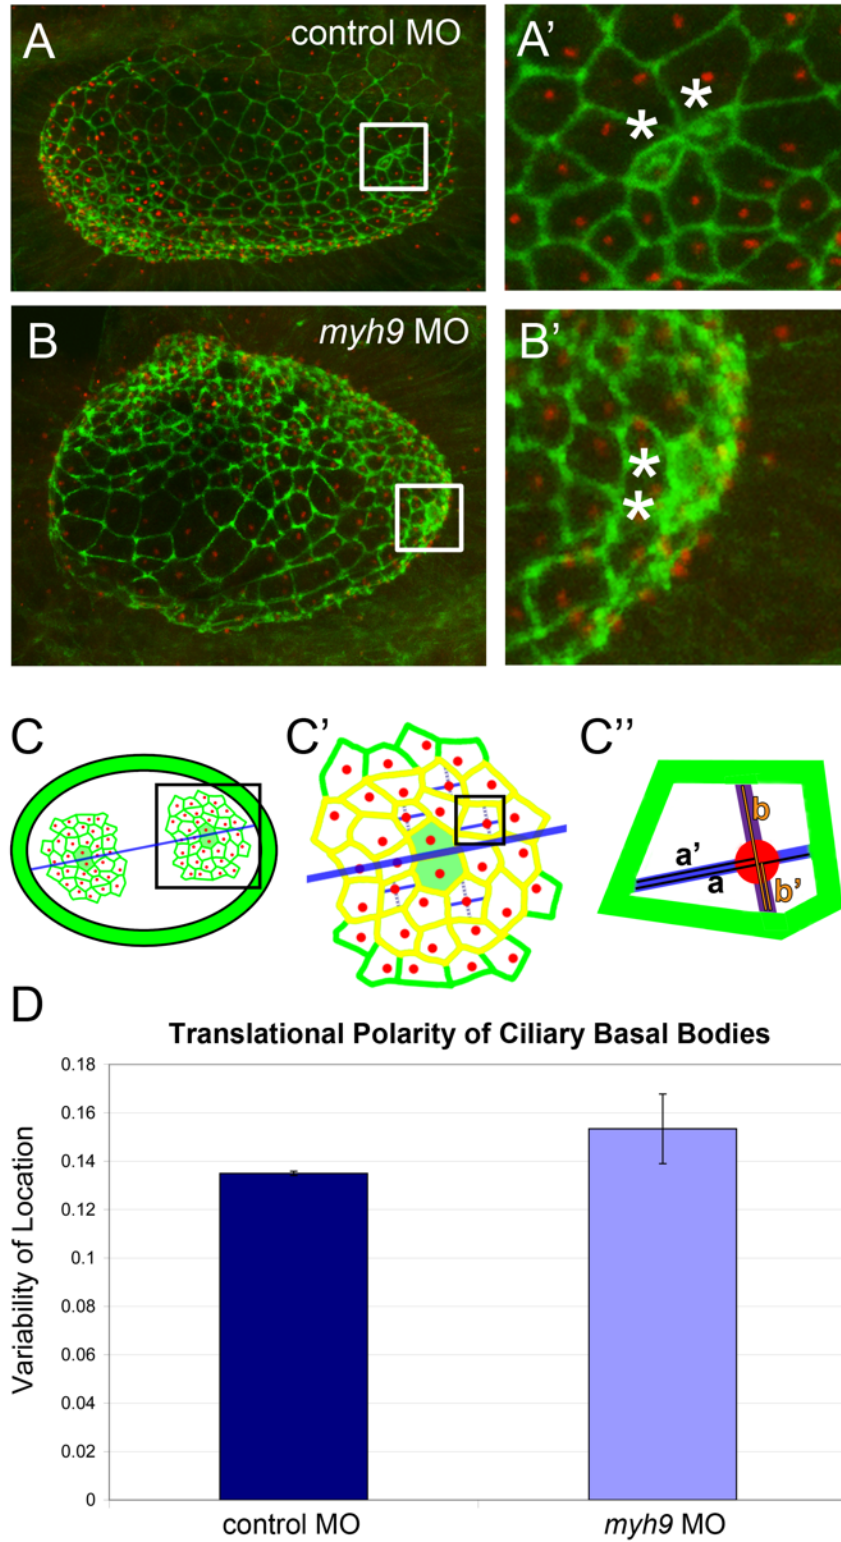 A
control MO
A'
*
*
B
myh9 MO
B'
*
*
C
C'
C''
b
a'
a
b'
D
Translational Polarity of Ciliary Basal Bodies
Variability of Location
0.18
0.16
0.14
0.12
0.1
0.08
0.06
0.04
0.02
0
control MO
myh9 MO